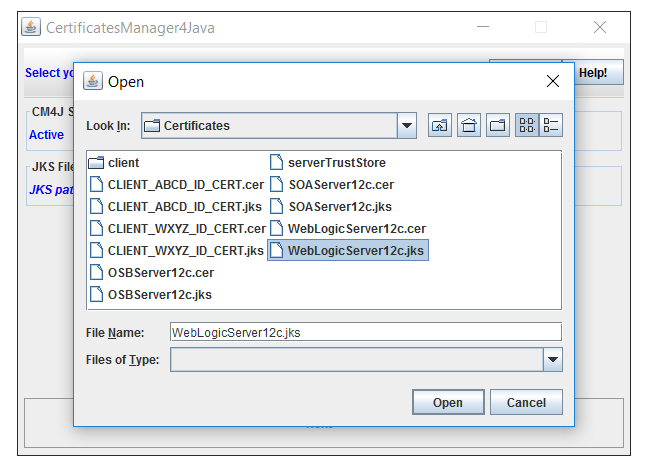 CertificatesManager4Java
Select yo
Help!
CM4J S
Active
JKS File
JKS pat
Open
Look In: Certificates
client
CLIENT_ABCD_ID_CERT.cer
CLIENT_ABCD_ID_CERT.jks
CLIENT_WXYZ_ID_CERT.cer
CLIENT_WXYZ_ID_CERT.jks
OSBServer12c.cer
OSBServer12c.jks
serverTrustStore
SOAServer12c.cer
SOAServer12c.jks
WebLogicServer12c.cer
WebLogicServer12c.jks
File Name: WebLogicServer12c.jks
Files of Type:
Open Cancel